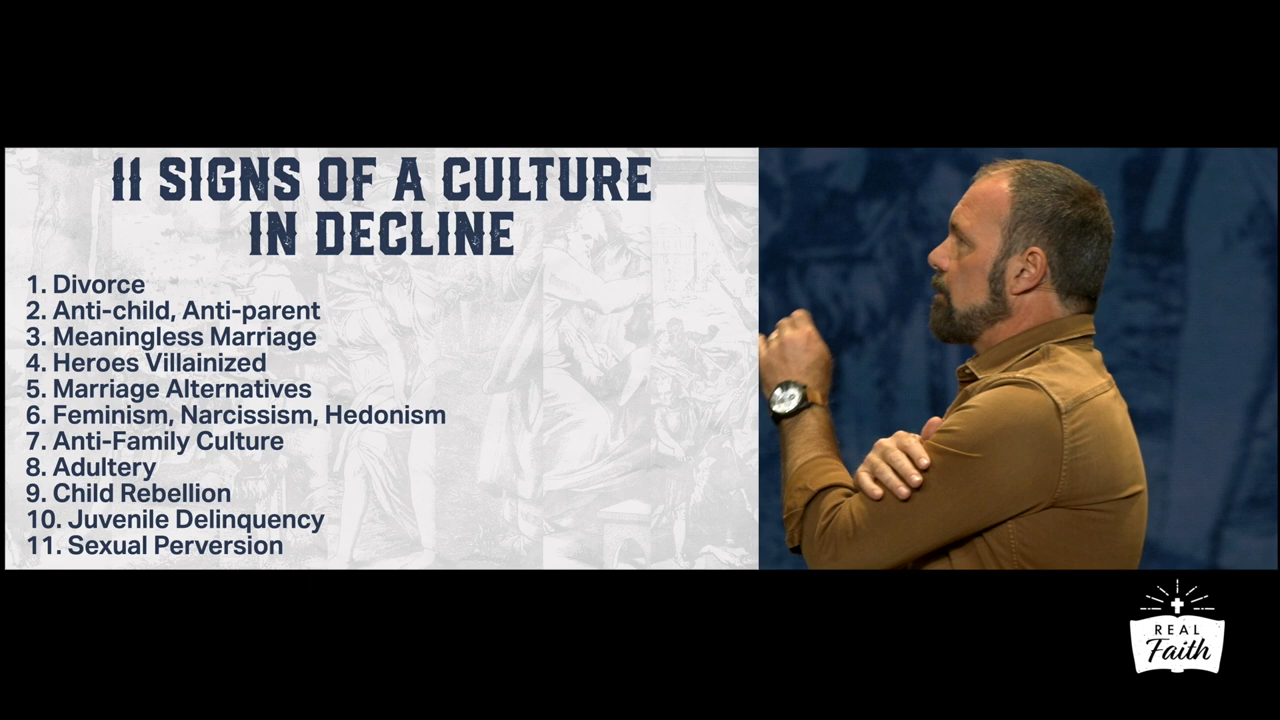 11 SIGNS OF A CULTURE
IN DECLINE
1. Divorce
2. Anti-child, Anti-parent
3. Meaningless Marriage
4. Heroes Villainized
5. Marriage Alternatives
6. Feminism, Narcissism, Hedonism
7. Anti-Family Culture
8. Adultery
9. Child Rebellion
10. Juvenile Delinquency
11. Sexual Perversion
REAL
Faith